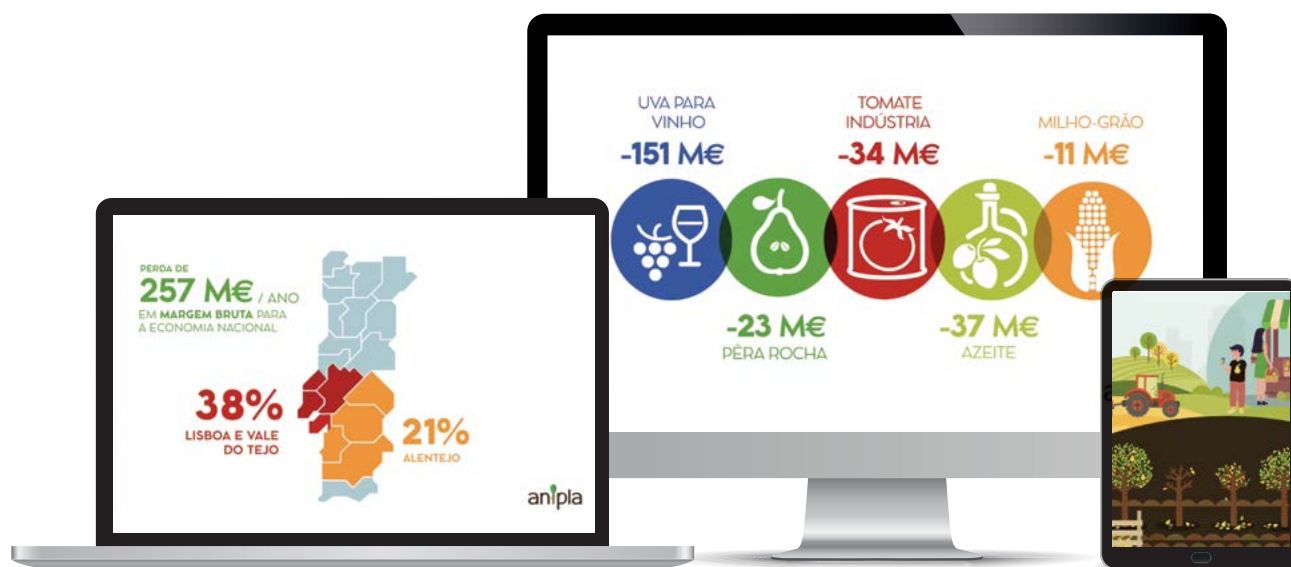 PERDA DE
257 M€ / ANO
EM MARGEM BRUTA PARA
A ECONOMIA NACIONAL
38%
LISBOA E VALE
DO TEJO
21%
ALENTEJO
anipla
UVA PARA
VINHO
-151 M€
TOMATE
INDÚSTRIA
-34 M€
MILHO-GRÃO
-11 M€
-23 M€
PÊRA ROCHA
-37 M€
AZEITE